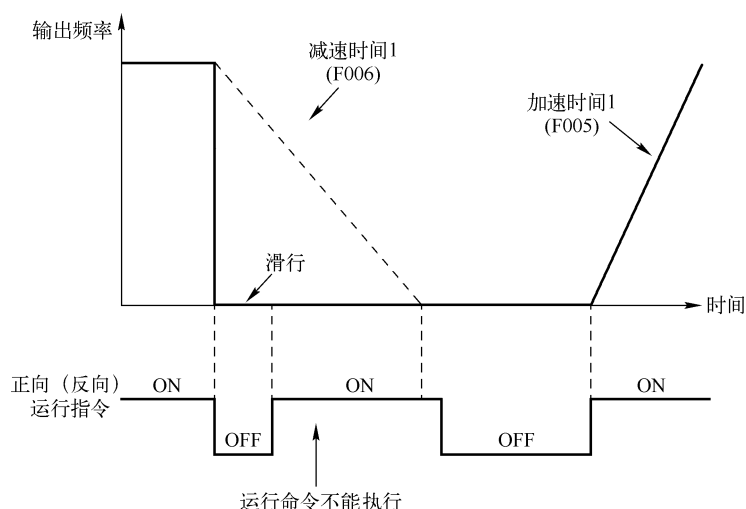 输出频率
减速时间1
(F006)
加速时间1
(F005)
滑行
时间
正向（反向）
运行指令
ON
OFF
ON
OFF
ON
运行命令不能执行